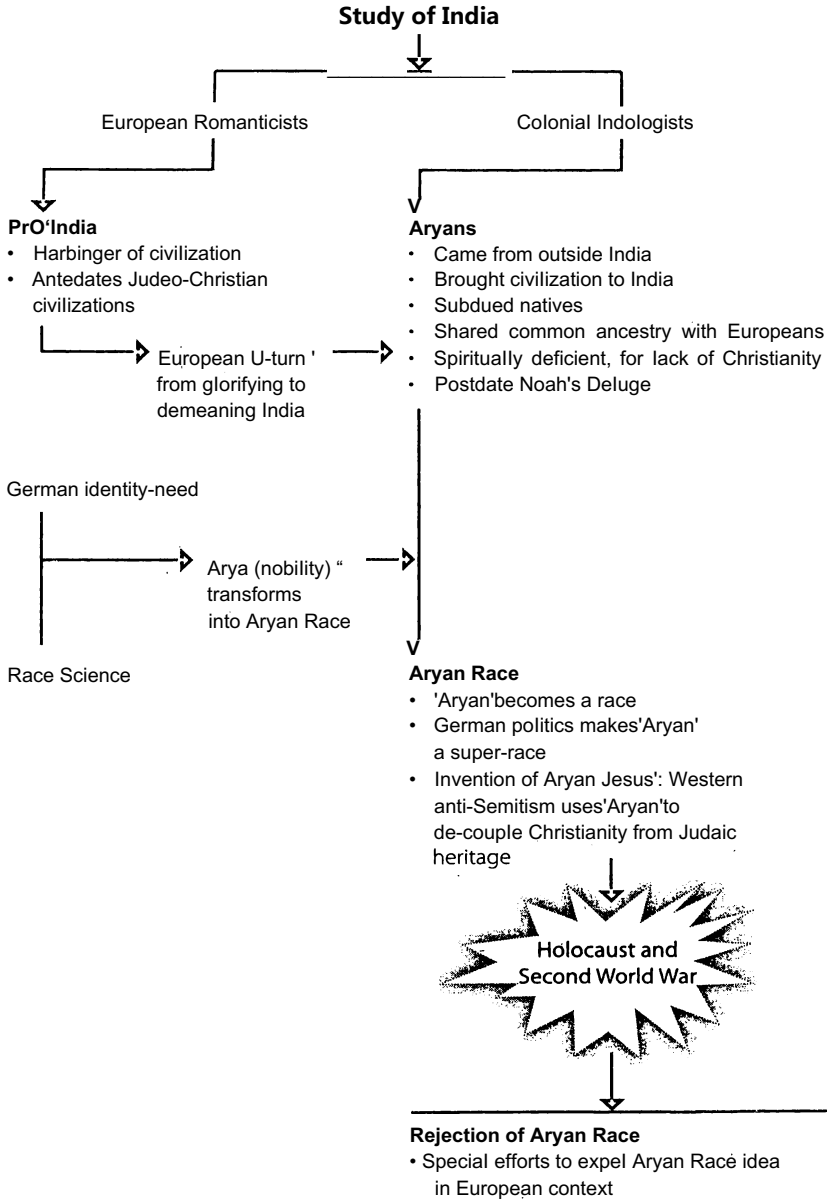 Study of India
European Romanticists
Colonial Indologists
PrO‘India
• Harbinger of civilization
• Antedates Judeo-Christian
civilizations
European U-turn '
from glorifying to
demeaning India
V
Aryans
• Came from outside India
• Brought civilization to India
• Subdued natives
• Shared common ancestry with Europeans
• Spiritually deficient, for lack of Christianity
• Postdate Noah's Deluge
German identity-need
Arya (nobility) “
transforms
into Aryan Race
Race Science
V
Aryan Race
• 'Aryan'becomes a race
• German politics makes'Aryan'
a super-race
• Invention of Aryan Jesus': Western
anti-Semitism uses'Aryan'to
de-couple Christianity from Judaic
heritage
Holocaust and
Second World War
Rejection of Aryan Race
• Special efforts to expel Aryan Race idea
in European context